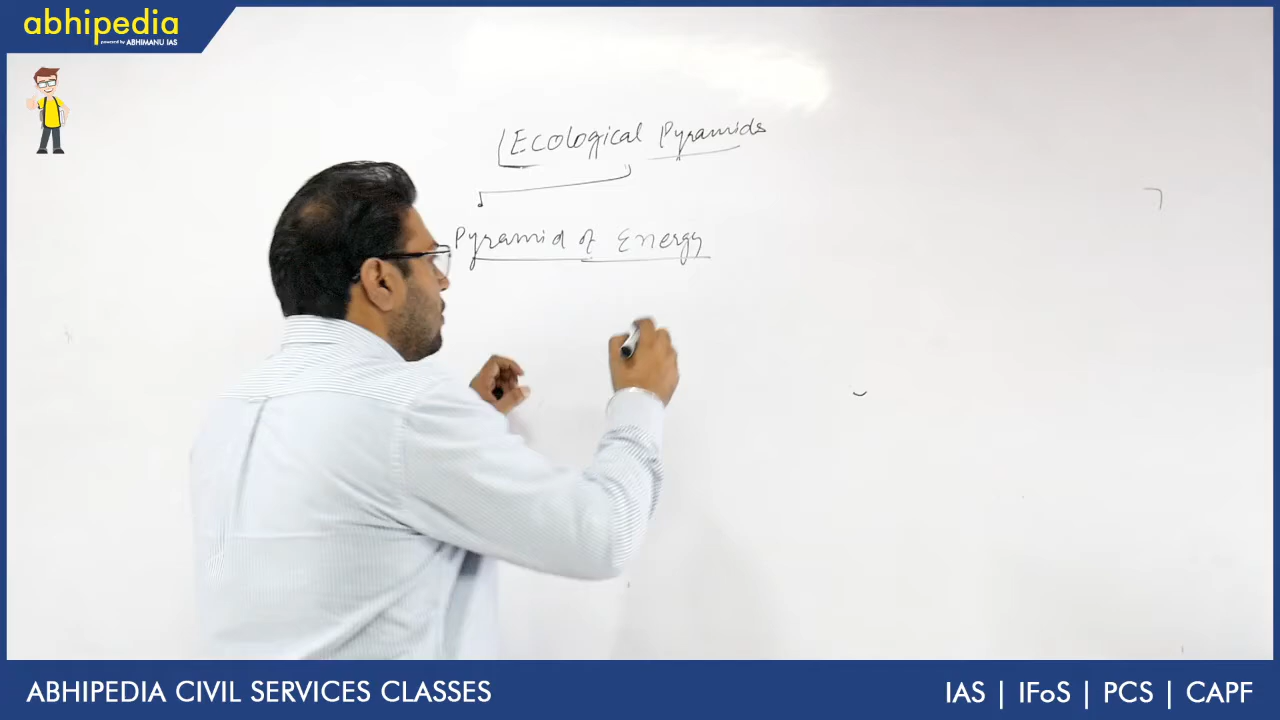 abhipedia
powered by ABHIMANU IAS
Ecological Pyramids
Pyramid of Energy
ABHIPEDIA CIVIL SERVICES CLASSES
IAS | IFoS | PCS | CAPF